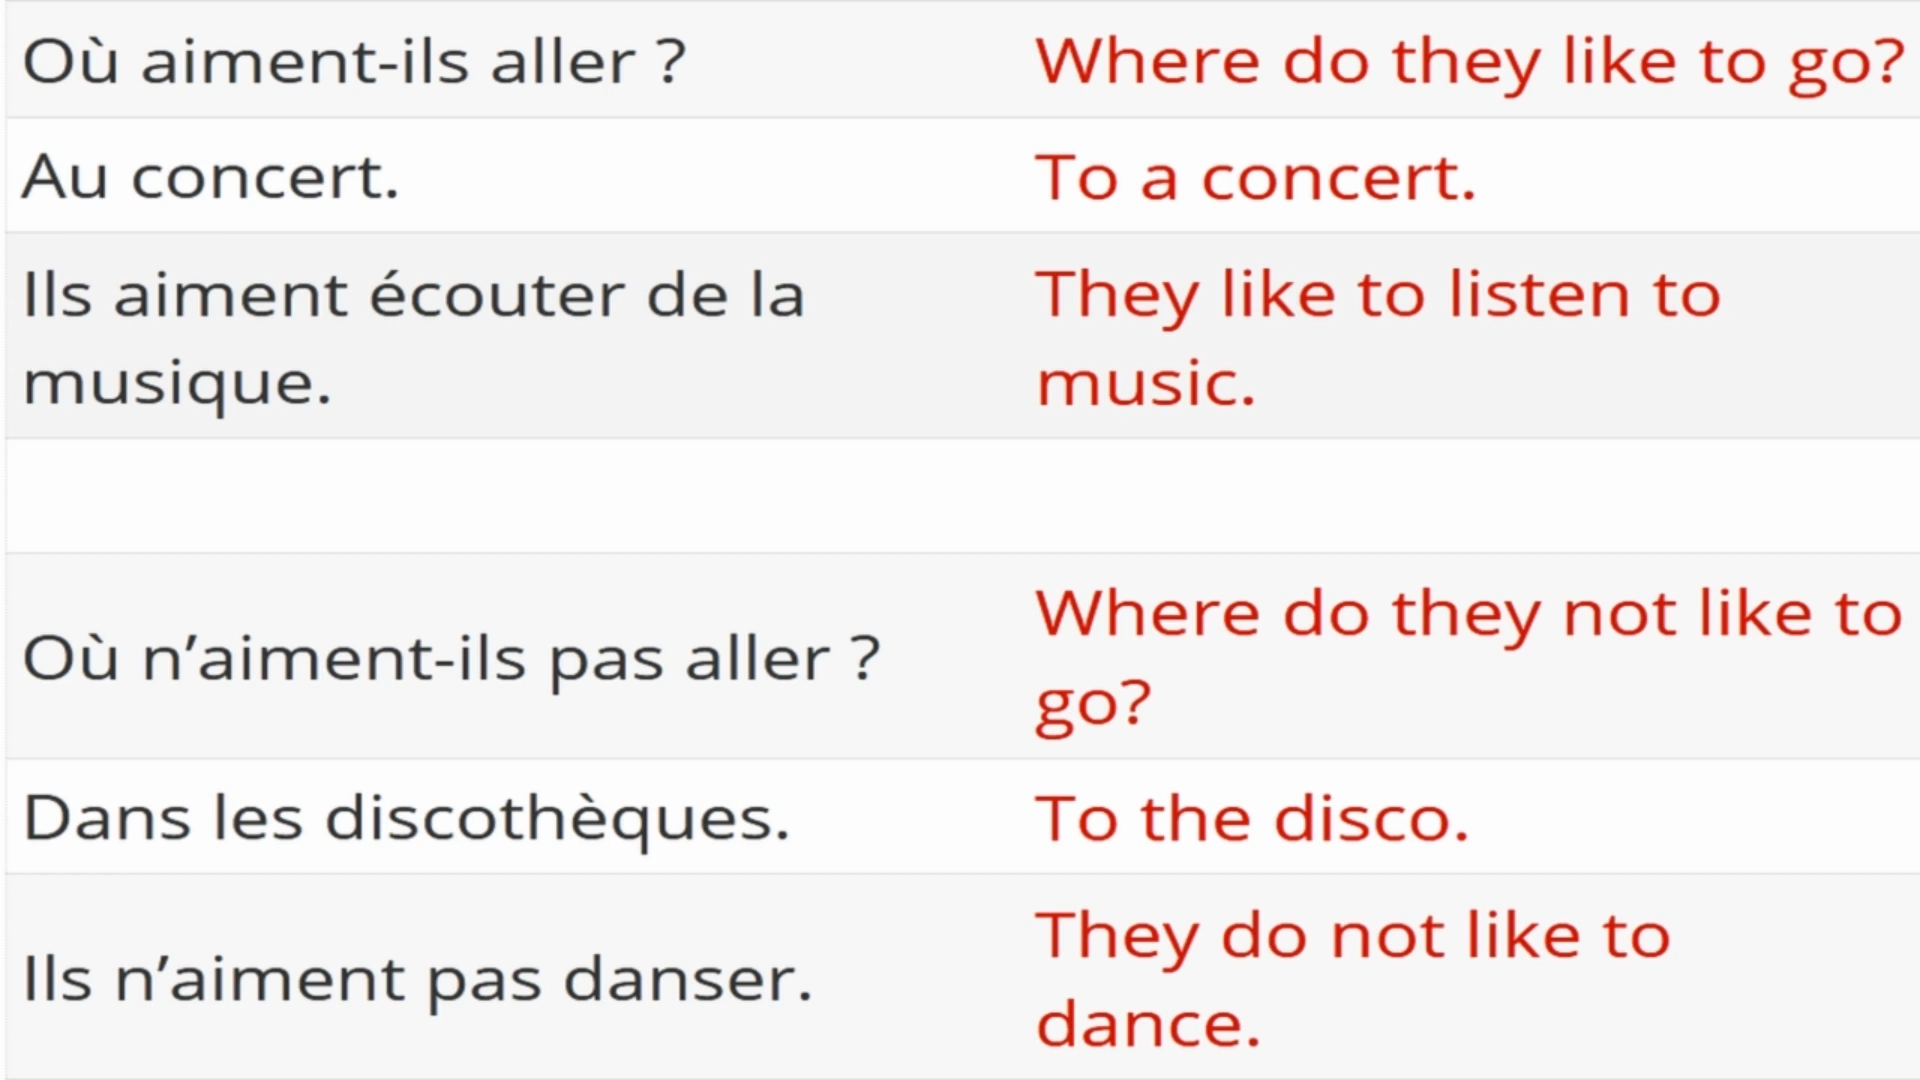 Où aiment-ils aller ? Where do they like to go?
Au concert. To a concert.
Ils aiment écouter de la They like to listen to
musique. music.
Où n’aiment-ils pas aller ? Where do they not like to
go?
Dans les discothèques. To the disco.
Ils n’aiment pas danser. They do not like to
dance.